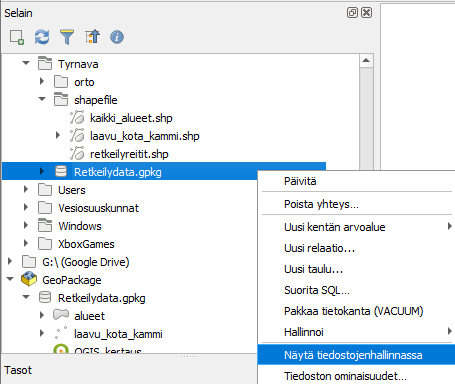 Selain
Tyrnava
orto
shapefile
kaikki_alueet.shp
laavu_kota_kammi.shp
retkeilyreitit.shp
Retkeilydata.gpkg
Users
Vesiosuuskunnat
Windows
XboxGames
G:\ (Google Drive)
GeoPackage
Retkeilydata.gpkg
alueet
laavu_kota_kammi
QGIS_kertaus
Tasot
Päivitä
Poista yhteys...
Uusi kentän arvoalue
Uusi relaatio...
Uusi taulu...
Suorita SQL...
Pakkaa tietokanta (VACUUM)
Hallinnoi
Näytä tiedostojenhallinnassa
Tiedoston ominaisuudet...